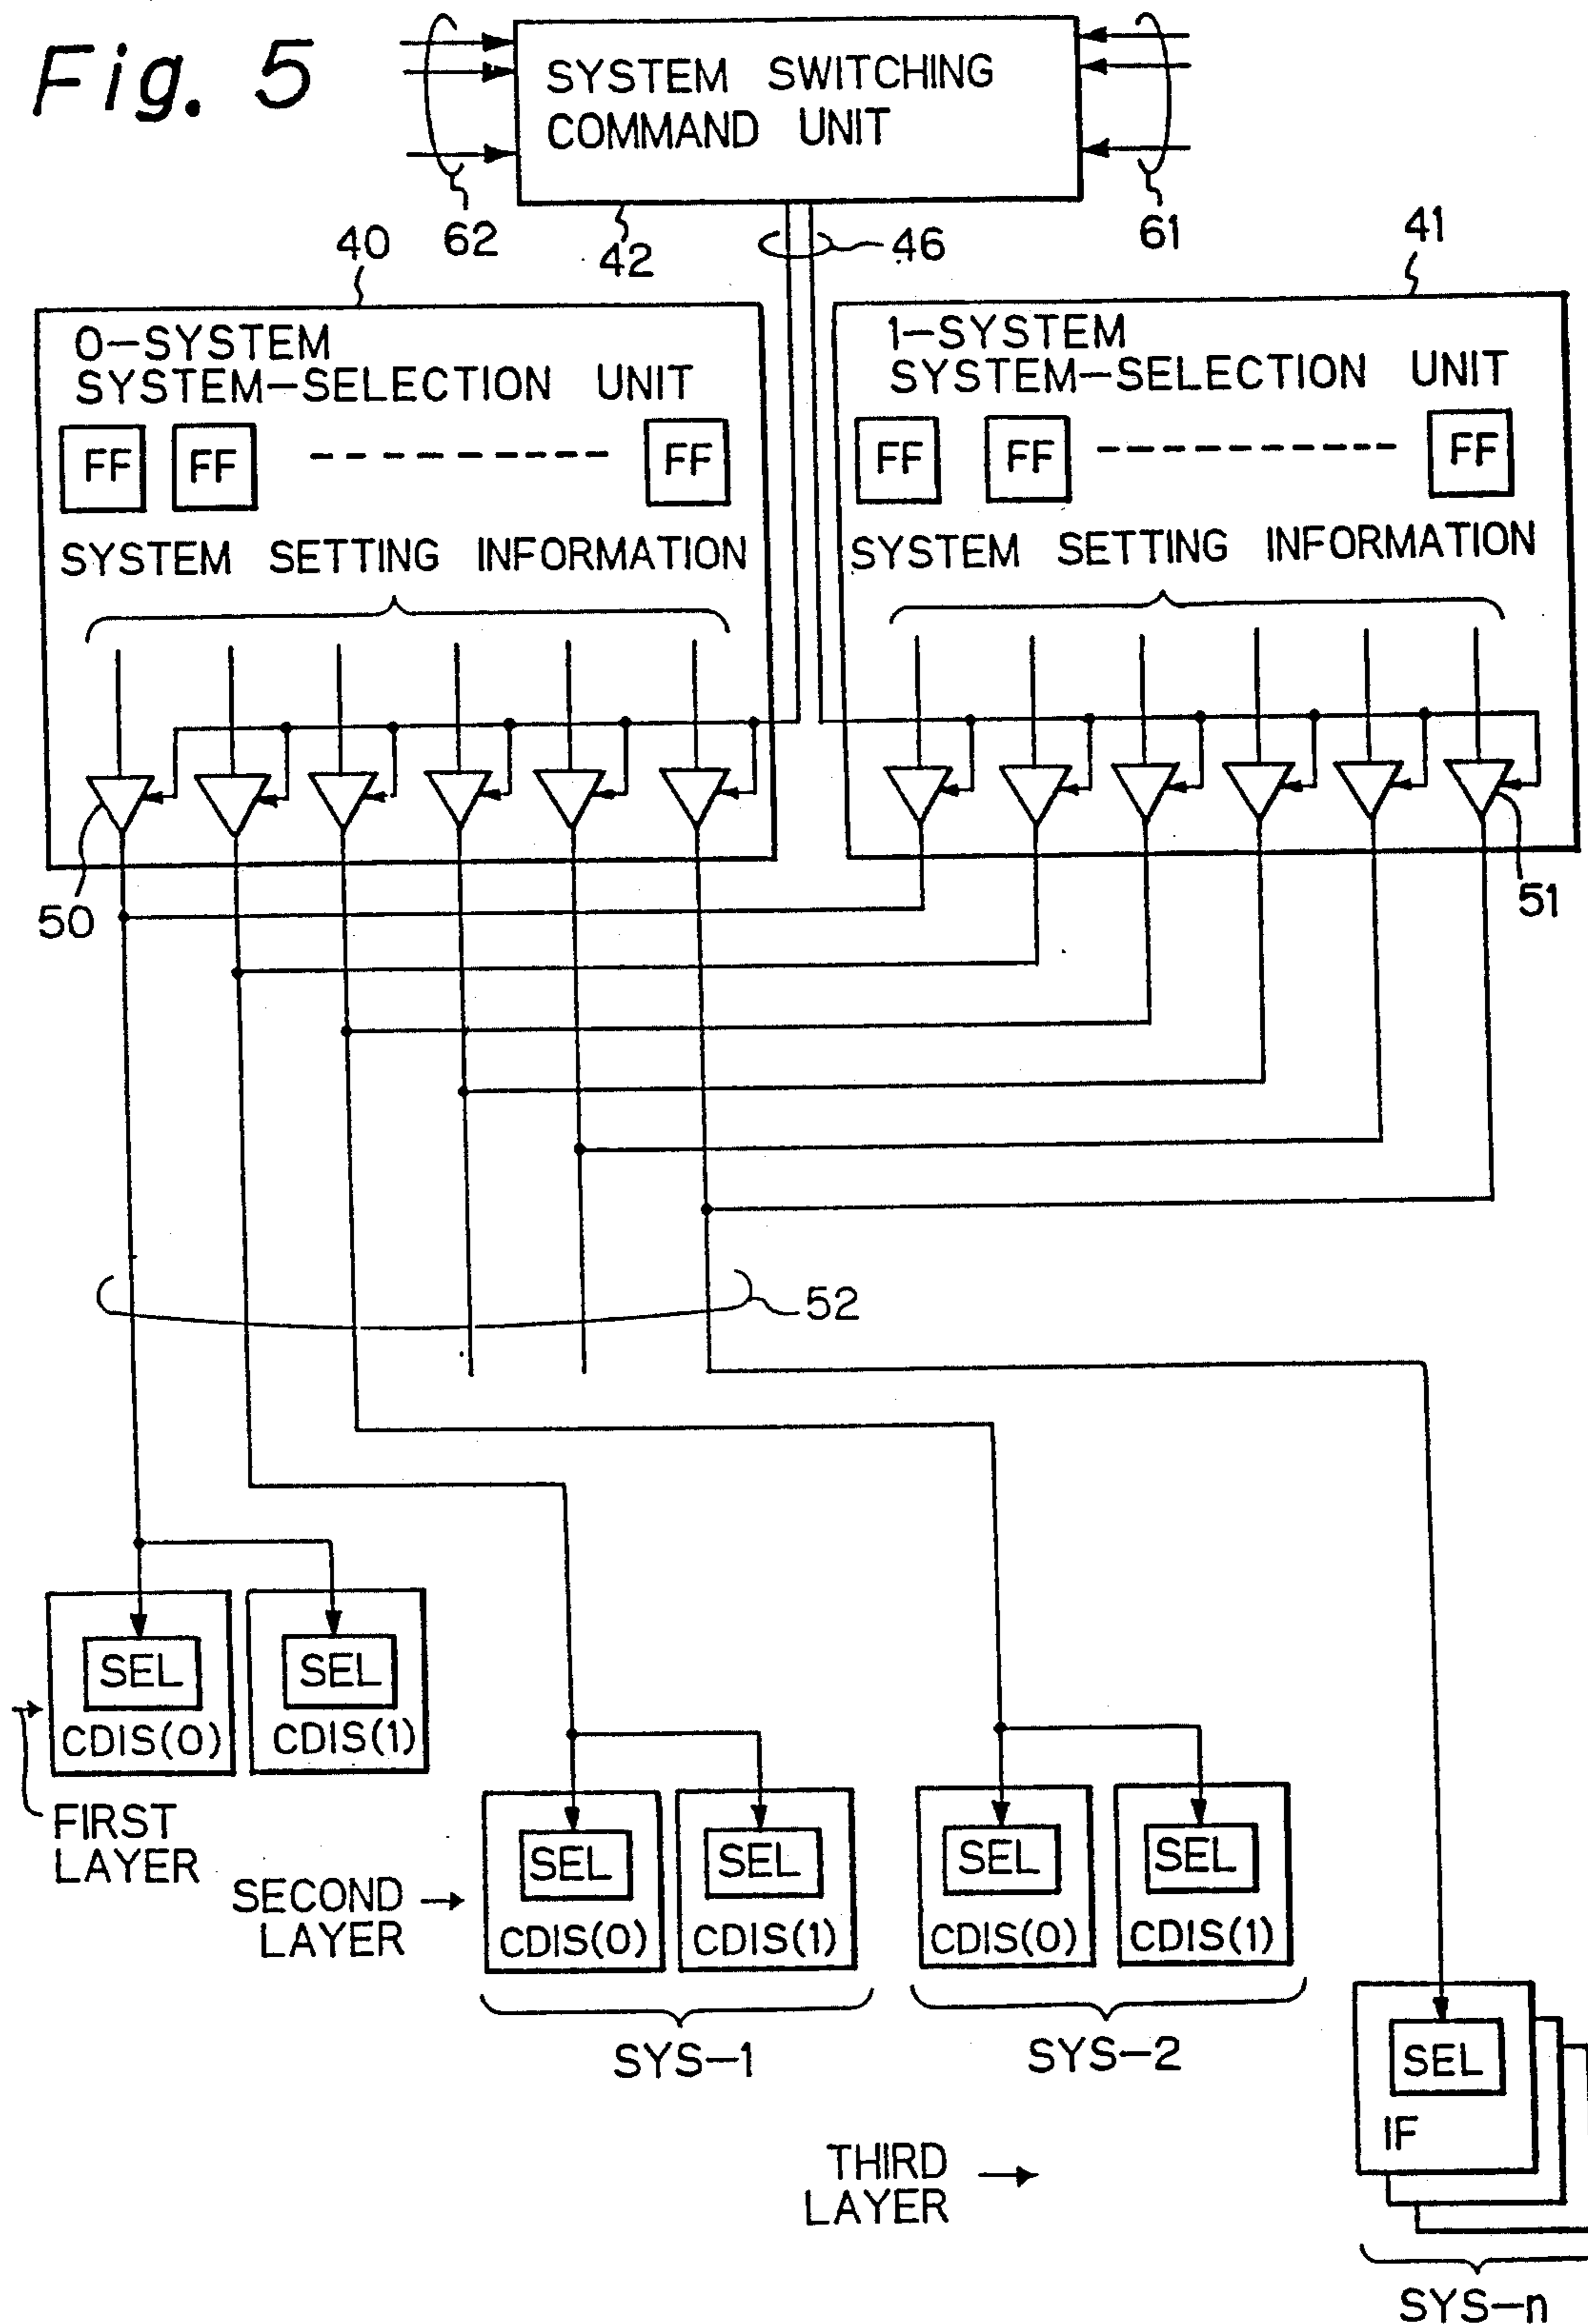 Fig. 5
SYSTEM SWITCHING
COMMAND UNIT
62
42
46
61
40
41
0-SYSTEM
SYSTEM-SELECTION UNIT
FF FF FF
SYSTEM SETTING INFORMATION
1-SYSTEM
SYSTEM-SELECTION UNIT
FF FF FF
SYSTEM SETTING INFORMATION
50
51
52
SEL
CDIS(0)
SEL
CDIS(1)
FIRST
LAYER
SECOND
LAYER
SEL
CDIS(0)
SEL
CDIS(1)
SYS-1
SEL
CDIS(0)
SEL
CDIS(1)
SYS-2
THIRD
LAYER
SEL
IF
SYS-n